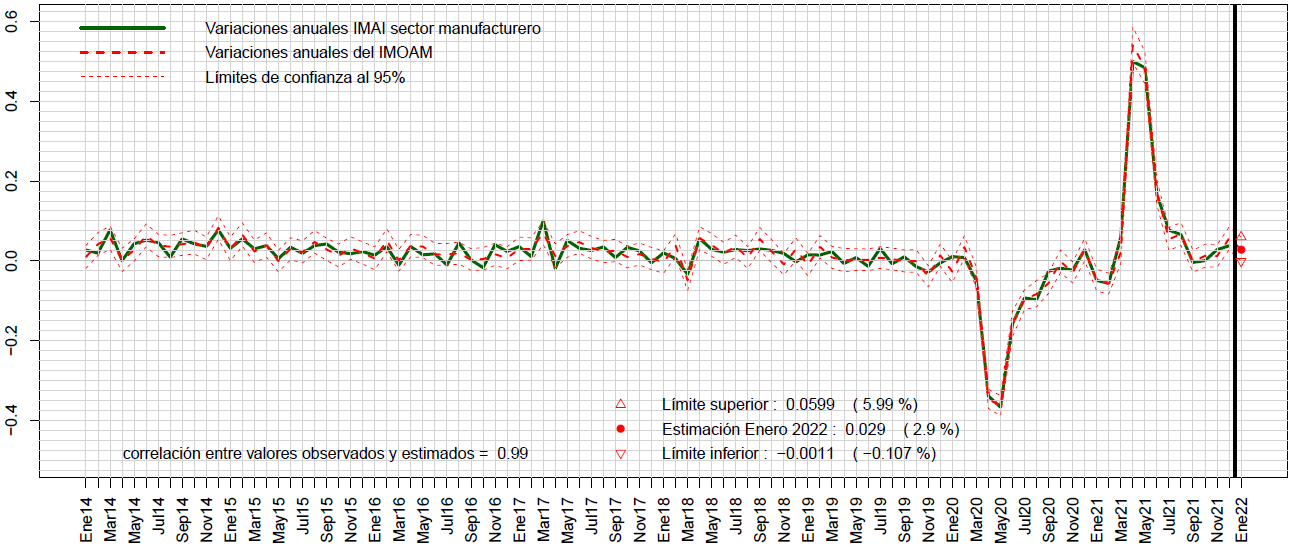 Variaciones anuales IMAI sector manufacturero
Variaciones anuales del IMOAM
Límites de confianza al 95%
0.6
0.4
0.2
0.0
−0.2
−0.4
Límite superior : 0.0599 ( 5.99 %)
Estimación Enero 2022 : 0.029 ( 2.9 %)
Límite inferior : −0.0011 ( −0.107 %)
correlación entre valores observados y estimados = 0.99
Ene14
Mar14
May14
Jul14
Sep14
Nov14
Ene15
Mar15
May15
Jul15
Sep15
Nov15
Ene16
Mar16
May16
Jul16
Sep16
Nov16
Ene17
Mar17
May17
Jul17
Sep17
Nov17
Ene18
Mar18
May18
Jul18
Sep18
Nov18
Ene19
Mar19
May19
Jul19
Sep19
Nov19
Ene20
Mar20
May20
Jul20
Sep20
Nov20
Ene21
Mar21
May21
Jul21
Sep21
Nov21
Ene22